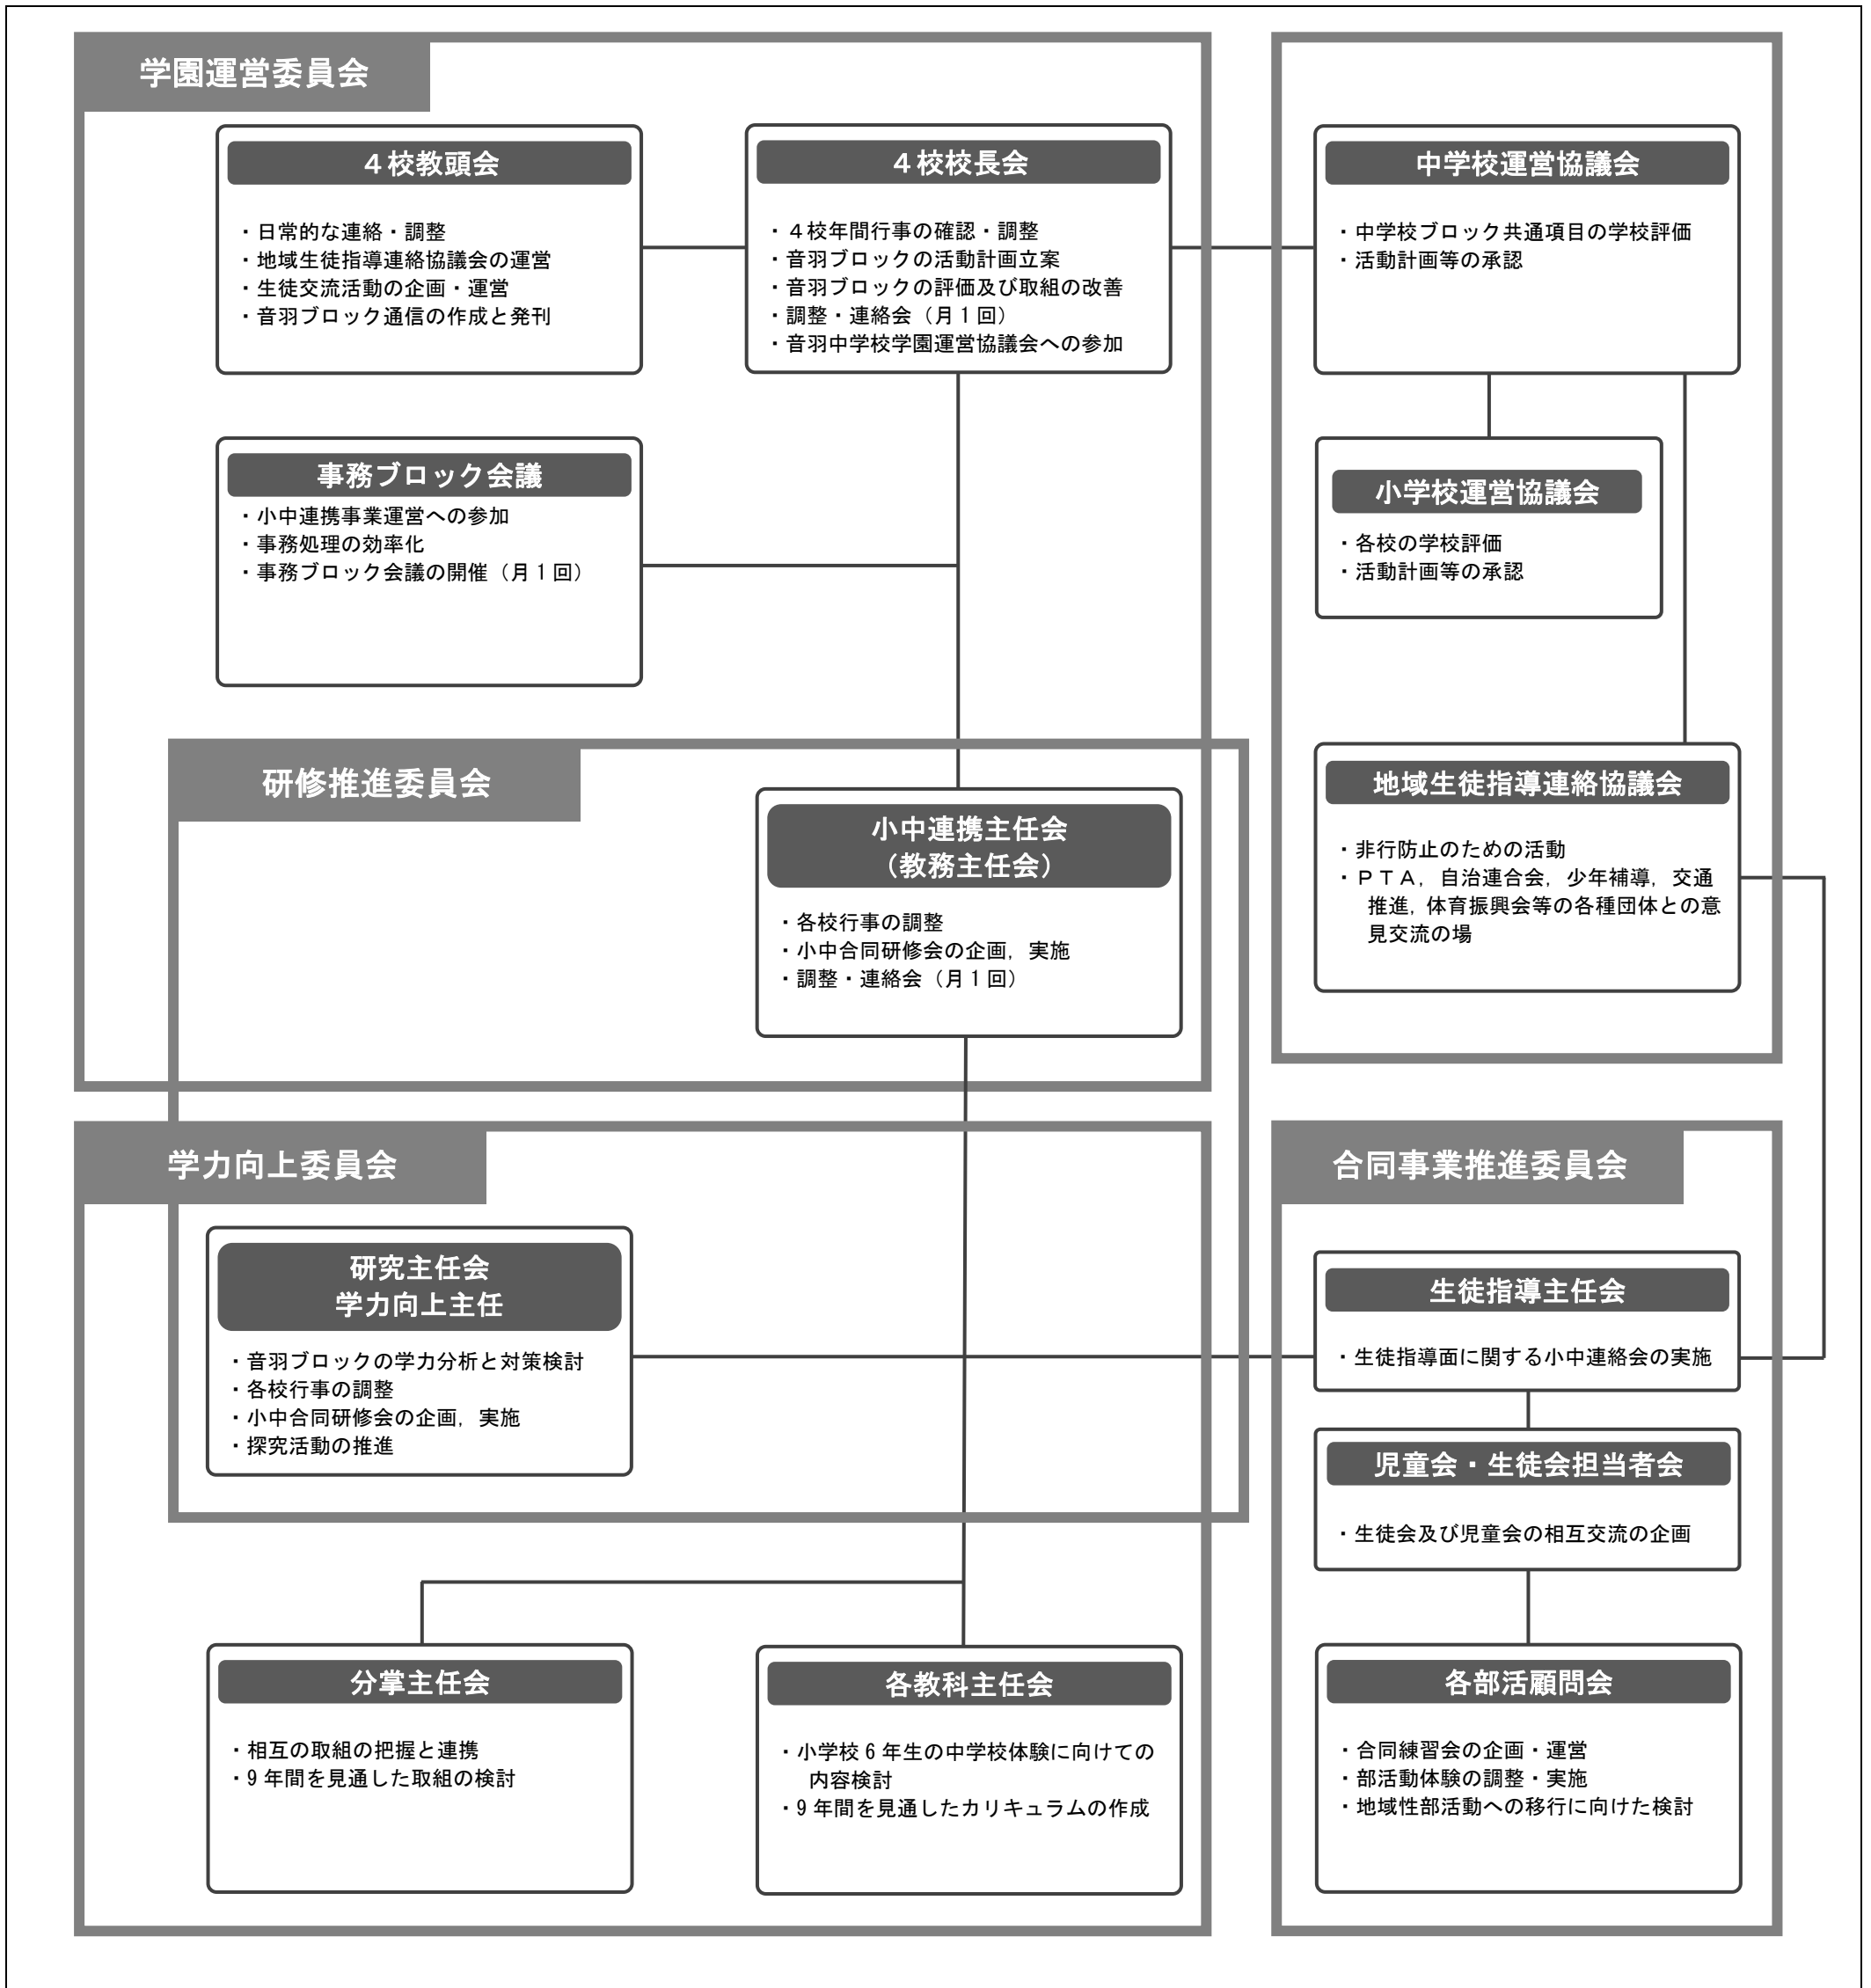 学園運営委員会
４校教頭会
・日常的な連絡・調整
・地域生徒指導連絡協議会の運営
・生徒交流活動の企画・運営
・音羽ブロック通信の作成と発刊
４校校長会
・４校年間行事の確認・調整
・音羽ブロックの活動計画立案
・音羽ブロックの評価及び取組の改善
・調整・連絡会（月１回）
・音羽中学校学園運営協議会への参加
中学校運営協議会
・中学校ブロック共通項目の学校評価
・活動計画等の承認
事務ブロック会議
・小中連携事業運営への参加
・事務処理の効率化
・事務ブロック会議の開催（月１回）
小学校運営協議会
・各校の学校評価
・活動計画等の承認
研修推進委員会
小中連携主任会
（教務主任会）
・各校行事の調整
・小中合同研修会の企画，実施
・調整・連絡会（月１回）
地域生徒指導連絡協議会
・非行防止のための活動
・ＰＴＡ，自治連合会，少年補導，交通
推進，体育振興会等の各種団体との意
見交流の場
学力向上委員会
研究主任会
学力向上主任
・音羽ブロックの学力分析と対策検討
・各校行事の調整
・小中合同研修会の企画，実施
・探究活動の推進
合同事業推進委員会
生徒指導主任会
・生徒指導面に関する小中連絡会の実施
児童会・生徒会担当者会
・生徒会及び児童会の相互交流の企画
分掌主任会
・相互の取組の把握と連携
・9年間を見通した取組の検討
各教科主任会
・小学校6年生の中学校体験に向けての
内容検討
・9年間を見通したカリキュラムの作成
各部活顧問会
・合同練習会の企画・運営
・部活動体験の調整・実施
・地域性部活動への移行に向けた検討